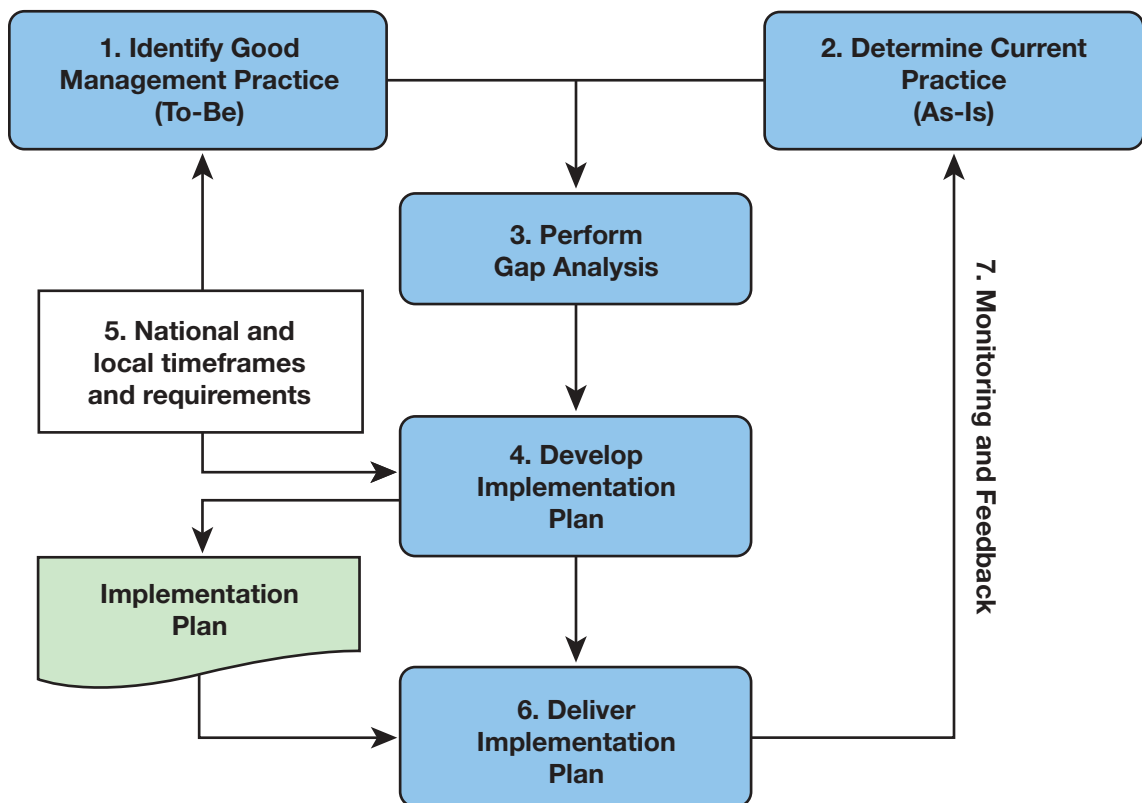 1. Identify Good
Management Practice
(To-Be)
2. Determine Current
Practice
(As-Is)
3. Perform
Gap Analysis
5. National and
local timeframes
and requirements
4. Develop
Implementation
Plan
Implementation
Plan
6. Deliver
Implementation
Plan
7. Monitoring and Feedback